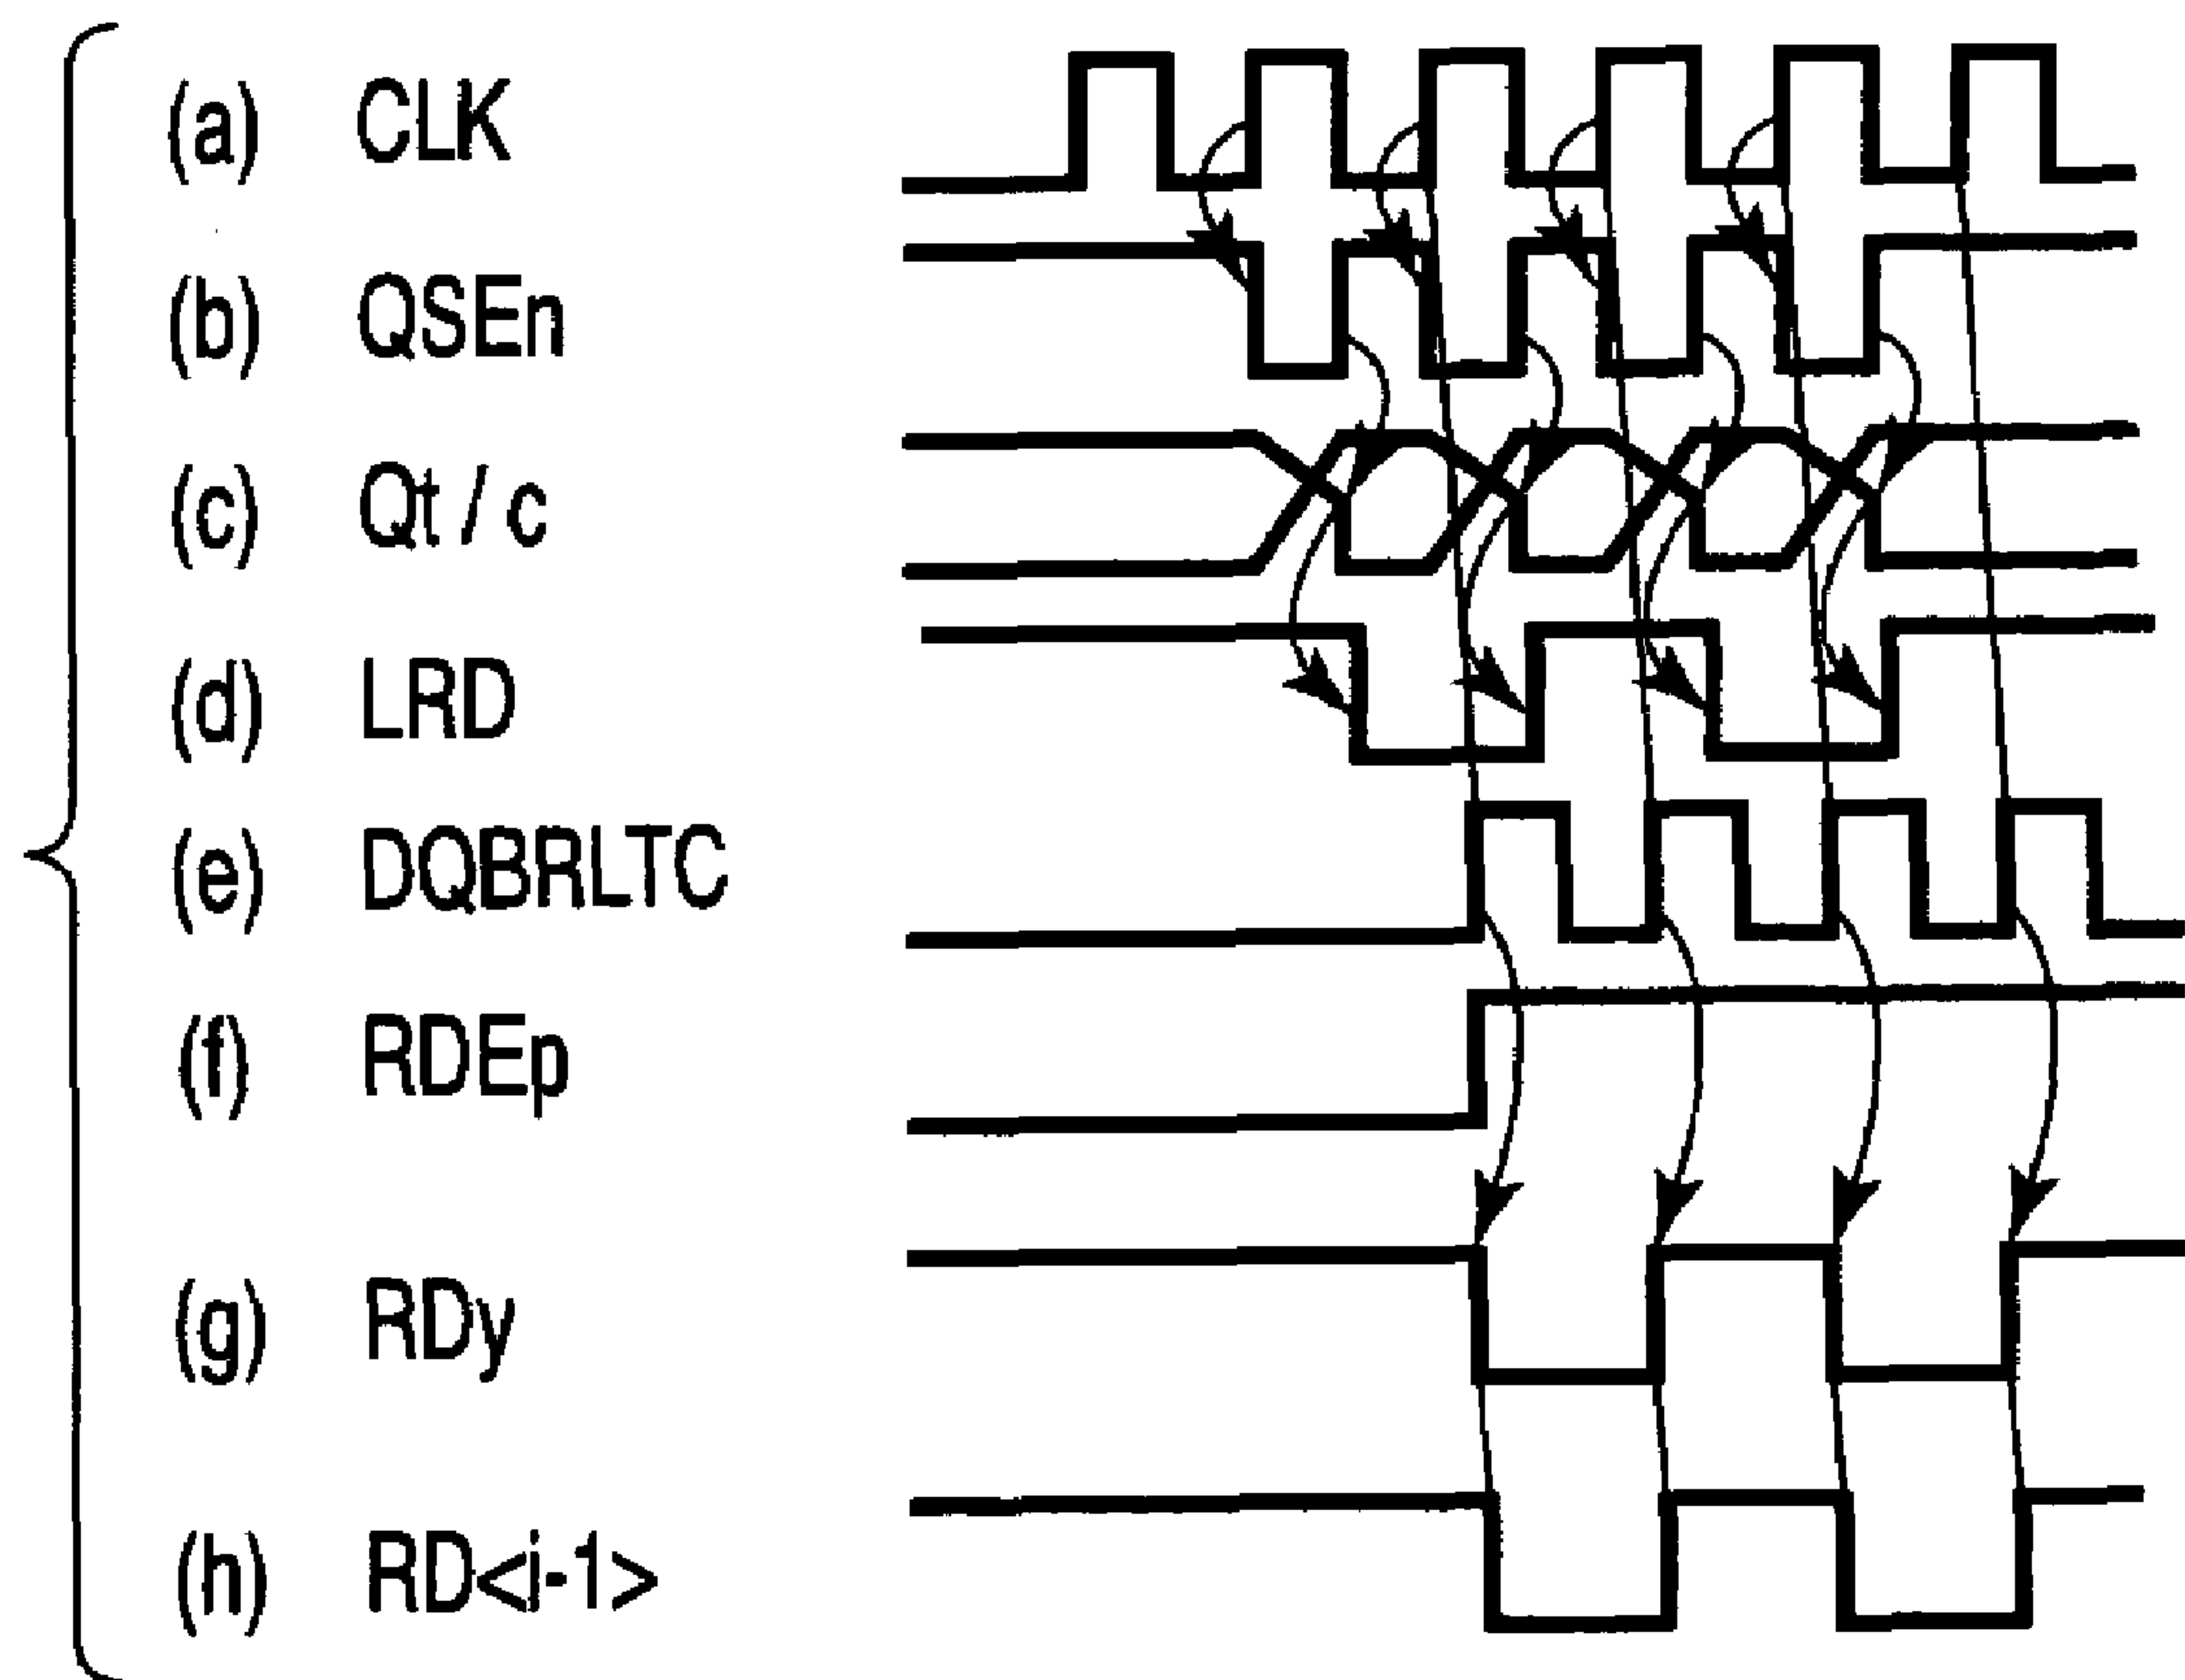 (a) CLK
(b) QSEn
(c) Qt / c
(d) LRD
(e) DQBRLTC
(f) RDEp
(g) RDy
(h) RD<i-1>